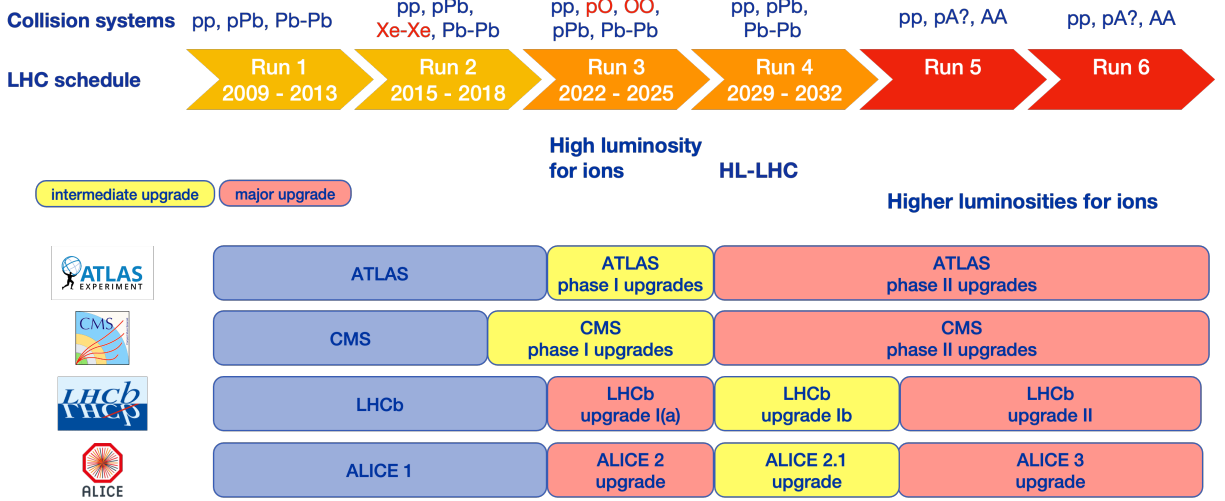 Collision systems
pp, pPb, Pb-Pb
pp, pPb,
Xe-Xe, Pb-Pb
pp, pO, OO,
pPb, Pb-Pb
pp, pPb,
Pb-Pb
pp, pA?, AA
pp, pA?, AA
LHC schedule
Run 1
2009 - 2013
Run 2
2015 - 2018
Run 3
2022 - 2025
Run 4
2029 - 2032
Run 5
Run 6
High luminosity
for ions
HL-LHC
Higher luminosities for ions
intermediate upgrade
major upgrade
ATLAS
EXPERIMENT
ATLAS
ATLAS
phase I upgrades
ATLAS
phase II upgrades
CMS
CMS
CMS
phase I upgrades
CMS
phase II upgrades
LHCb
LHCb
LHCb
LHCb
upgrade I(a)
LHCb
upgrade Ib
LHCb
upgrade II
ALICE
ALICE 1
ALICE 2
upgrade
ALICE 2.1
upgrade
ALICE 3
upgrade